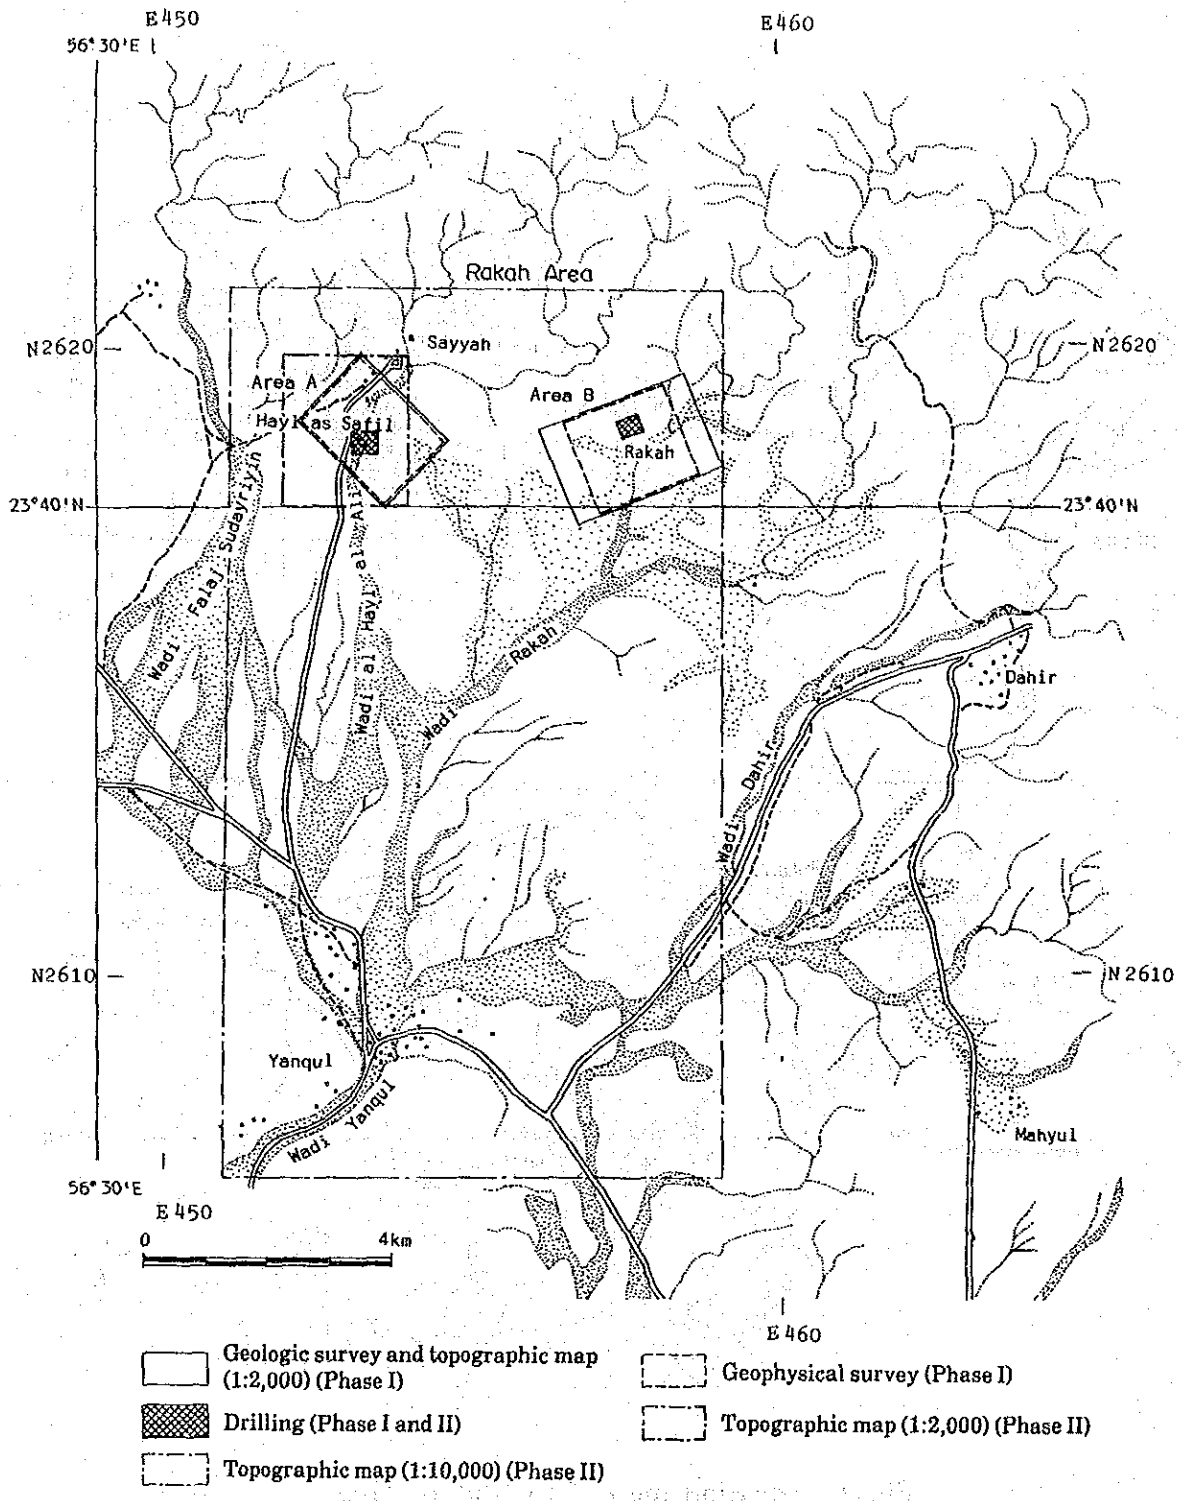 E450
E460
56°30'E
Rakah Area
N2620
Sayyah
N2620
Area A
Area B
Hayl as Safil
Rakah
23°40'N
23°40'N
Wadi Falaj Sudayriyin
Wadi al Hayl al Ali
Wadi Rakah
Dahir
Wadi Dahir
N2610
N2610
Yanqul
Wadi Yanqul
Mahyul
56°30'E
E450
0 4km
E460
Geologic survey and topographic map
(1:2,000) (Phase I)
Geophysical survey (Phase I)
Drilling (Phase I and II)
Topographic map (1:2,000) (Phase II)
Topographic map (1:10,000) (Phase II)